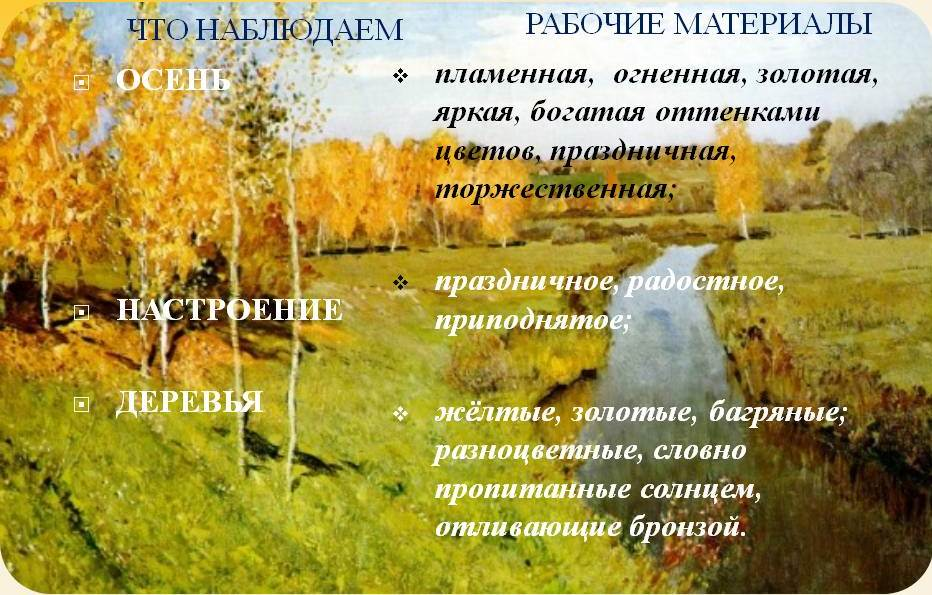 ЧТО НАБЛЮДАЕМ
ОСЕНЬ
НАСТРОЕНИЕ
ДЕРЕВЬЯ
РАБОЧИЕ МАТЕРИАЛЫ
пламенная, огненная, золотая,
яркая, богатая оттенками
цветов, праздничная,
торжественная;
праздничное, радостное,
приподнятое;
жёлтые, золотые, багряные;
разноцветные, словно
пропитанные солнцем,
отливающие бронзой.